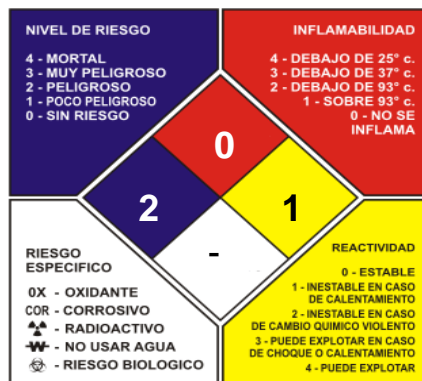 NIVEL DE RIESGO
4 - MORTAL
3 - MUY PELIGROSO
2 - PELIGROSO
1 - POCO PELIGROSO
0 - SIN RIESGO
INFLAMABILIDAD
4 - DEBAJO DE 25° c.
3 - DEBAJO DE 37° c.
2 - DEBAJO DE 93° c.
1 - SOBRE 93° c.
0 - NO SE
INFLAMA
0
2
1
-
RIESGO
ESPECIFICO
0X - OXIDANTE
COR - CORROSIVO
- RADIOACTIVO
W - NO USAR AGUA
- RIESGO BIOLOGICO
REACTIVIDAD
0 - ESTABLE
1 - INESTABLE EN CASO
DE CALENTAMIENTO
2 - INESTABLE EN CASO
DE CAMBIO QUIMICO VIOLENTO
3 - PUEDE EXPLOTAR EN CASO
DE CHOQUE O CALENTAMIENTO
4 - PUEDE EXPLOTAR